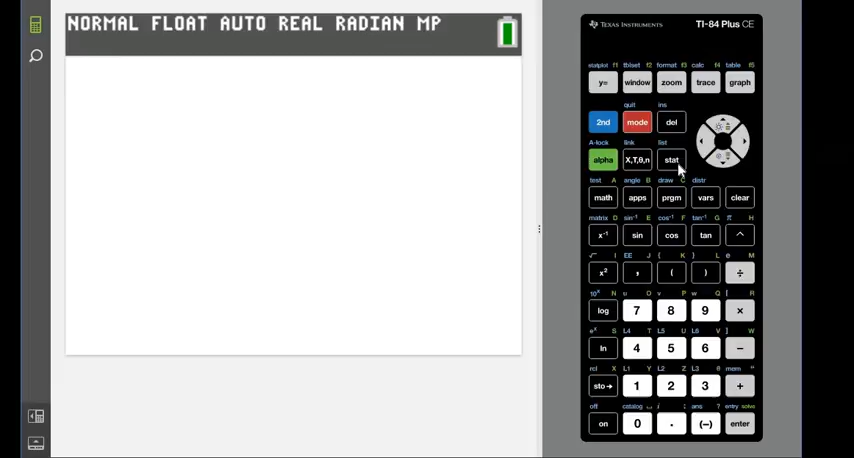 NORMAL FLOAT AUTO REAL RADIAN MP
TEXAS INSTRUMENTS TI-84 Plus CE
statplot f1 tblset f2 format f3 calc f4 table f5
y= window zoom trace graph
quit ins
2nd mode del
A-lock link list
alpha X,T,θ,n stat
test A angle B draw C distr
math apps prgm vars clear
matrix D sin⁻¹ E cos⁻¹ F tan⁻¹ G π H
x⁻¹ sin cos tan ^
√ I EE J { K } L e M
x² , ( ) ÷
10ˣ N u O v P w Q [ R
log 7 8 9 ×
eˣ S L4 T L5 U L6 V ] W
ln 4 5 6 −
rcl X L1 Y L2 Z L3 θ mem "
sto→ 1 2 3 +
off catalog ␣ i : ans ? entry solve
on 0 . (−) enter